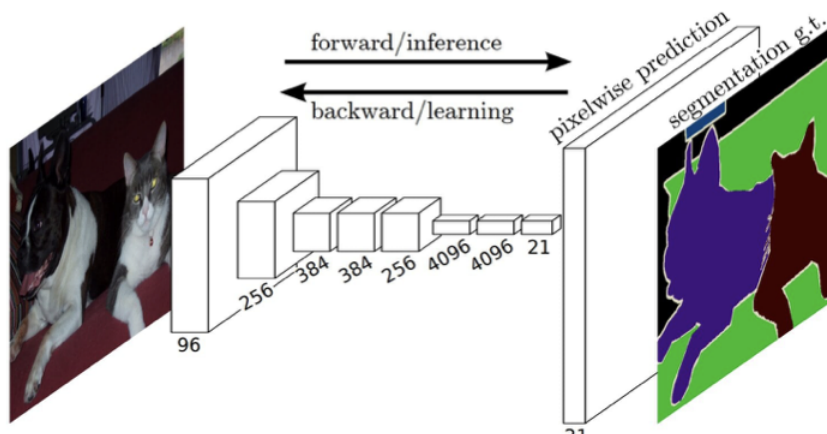 forward/inference
backward/learning
pixelwise prediction
segmentation g.t.
96
256
384
384
256
4096
4096
21
21